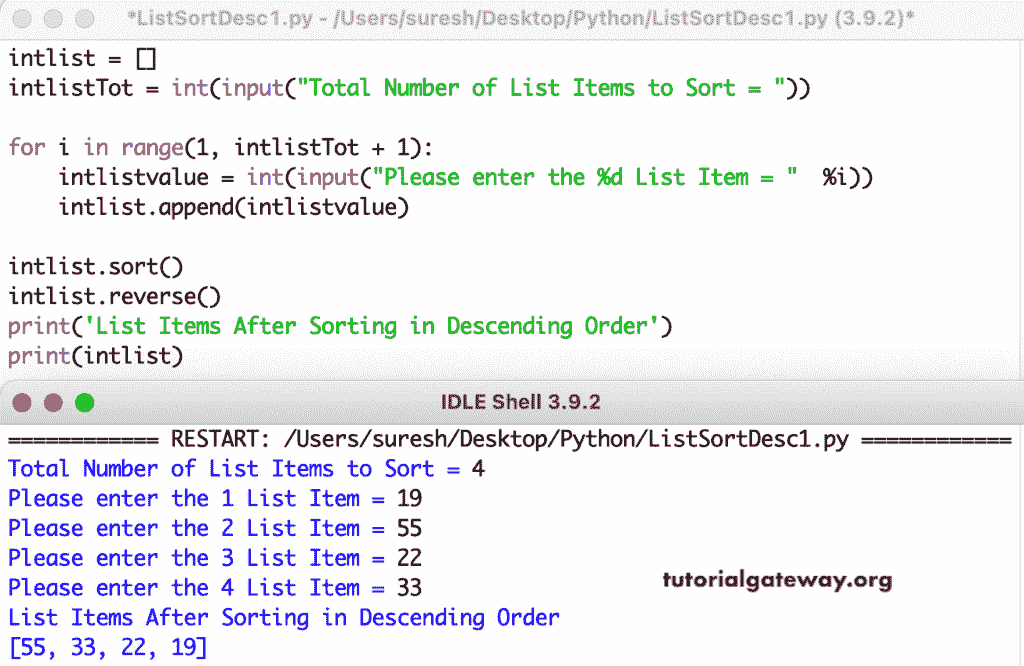 *ListSortDesc1.py - /Users/suresh/Desktop/Python/ListSortDesc1.py (3.9.2)*
intlist = []
intlistTot = int(input("Total Number of List Items to Sort = "))
for i in range(1, intlistTot + 1):
    intlistvalue = int(input("Please enter the %d List Item = "  %i))
    intlist.append(intlistvalue)
intlist.sort()
intlist.reverse()
print('List Items After Sorting in Descending Order')
print(intlist)
IDLE Shell 3.9.2
============ RESTART: /Users/suresh/Desktop/Python/ListSortDesc1.py ============
Total Number of List Items to Sort = 4
Please enter the 1 List Item = 19
Please enter the 2 List Item = 55
Please enter the 3 List Item = 22
Please enter the 4 List Item = 33
tutorialgateway.org
List Items After Sorting in Descending Order
[55, 33, 22, 19]